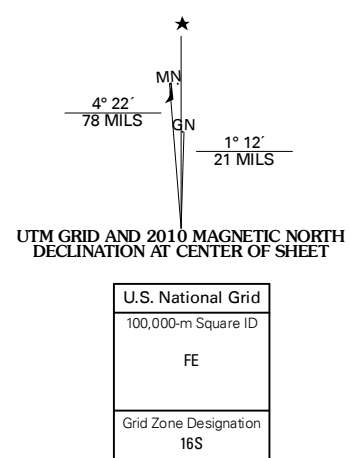 MN
4° 22´
78 MILS
GN
1° 12´
21 MILS
UTM GRID AND 2010 MAGNETIC NORTH
DECLINATION AT CENTER OF SHEET
U.S. National Grid
100,000-m Square ID
FE
Grid Zone Designation
16S